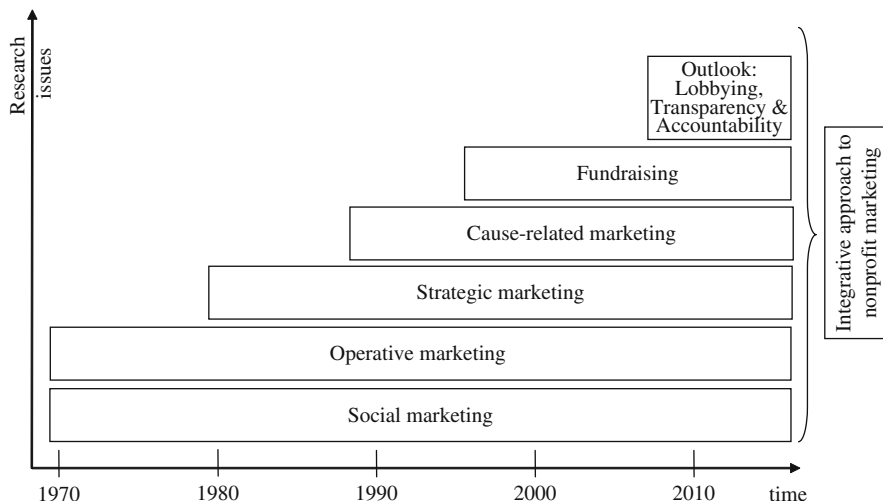 Research
issues
Outlook:
Lobbying,
Transparency &
Accountability
Fundraising
Cause-related marketing
Strategic marketing
Operative marketing
Social marketing
Integrative approach to
nonprofit marketing
1970
1980
1990
2000
2010
time